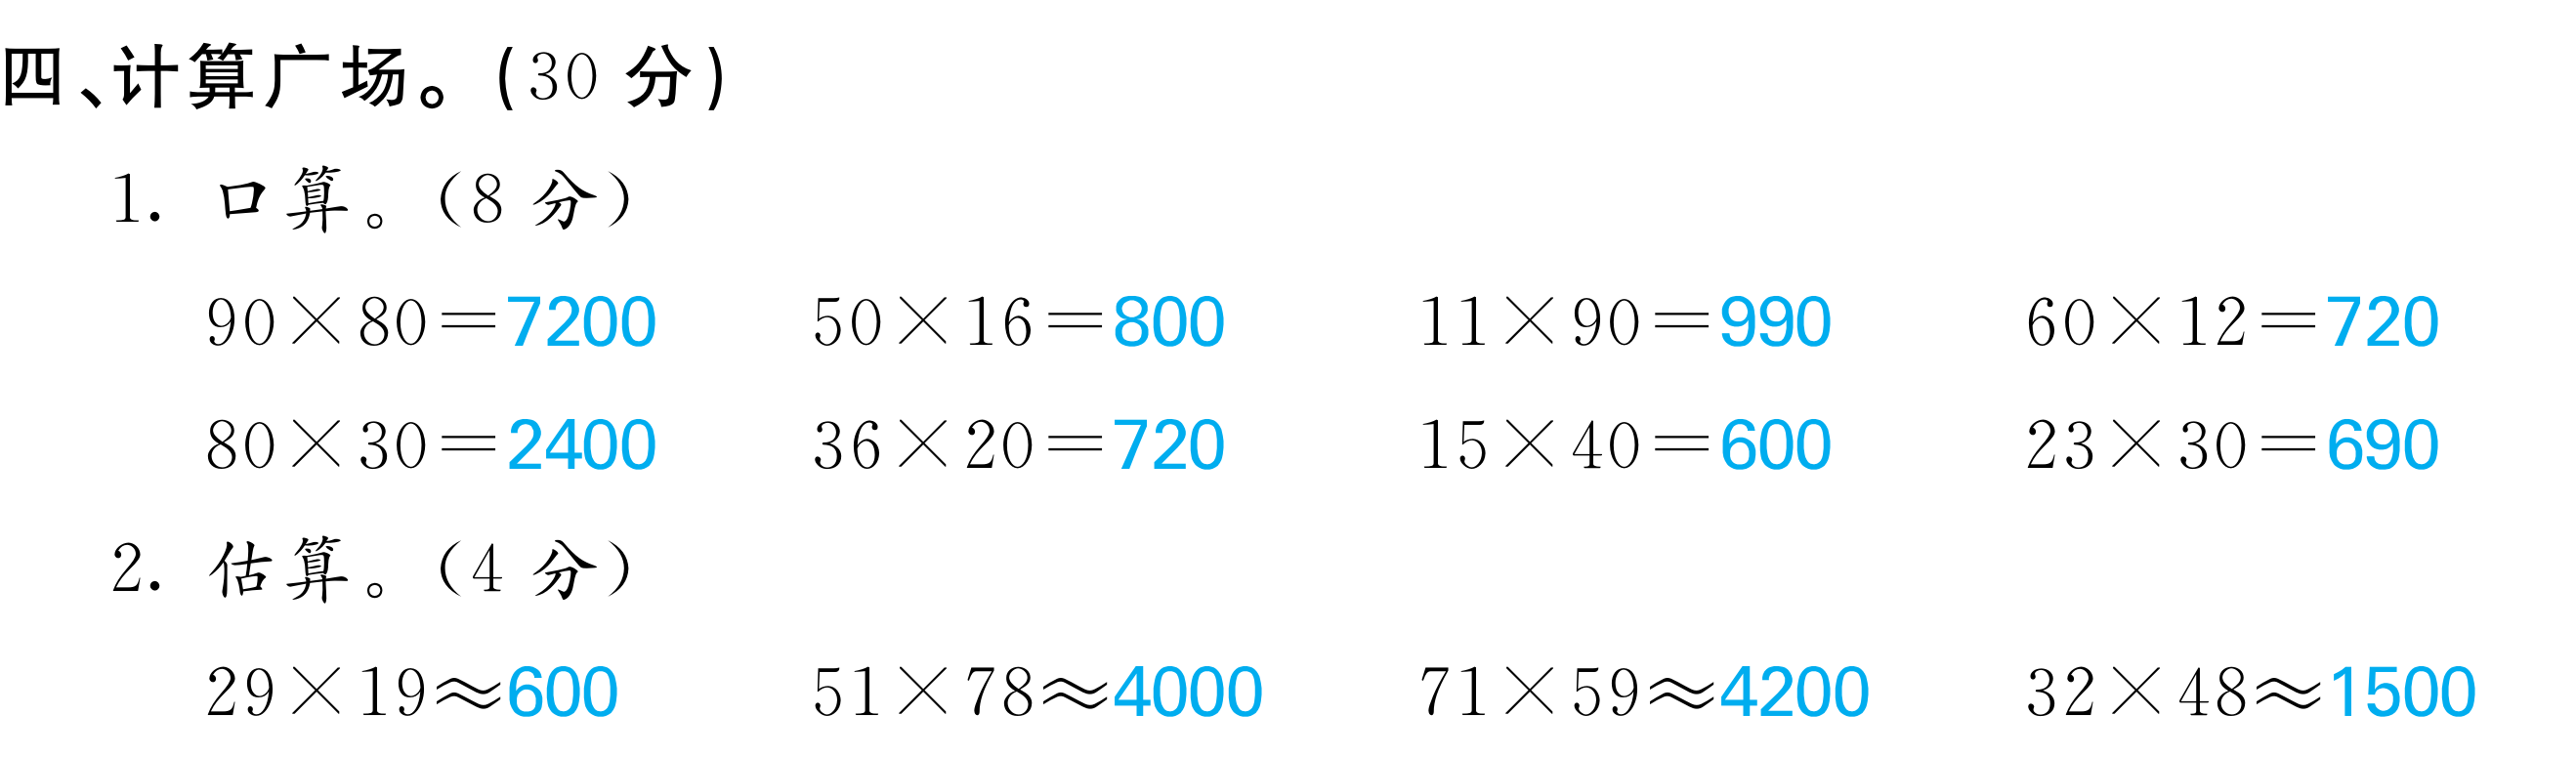 四、计算广场。(30 分)
1. 口算。(8 分)
90×80=7200 50×16=800 11×90=990 60×12=720
80×30=2400 36×20=720 15×40=600 23×30=690
2. 估算。(4 分)
29×19≈600 51×78≈4000 71×59≈4200 32×48≈1500